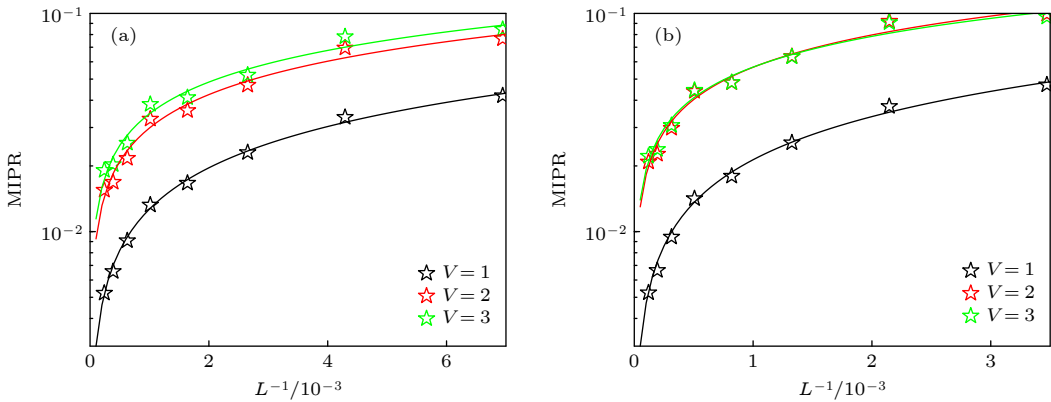 10⁻¹
(a)
MIPR
10⁻²
V = 1
V = 2
V = 3
0 2 4 6
L⁻¹/10⁻³
10⁻¹
(b)
MIPR
10⁻²
V = 1
V = 2
V = 3
0 1 2 3
L⁻¹/10⁻³